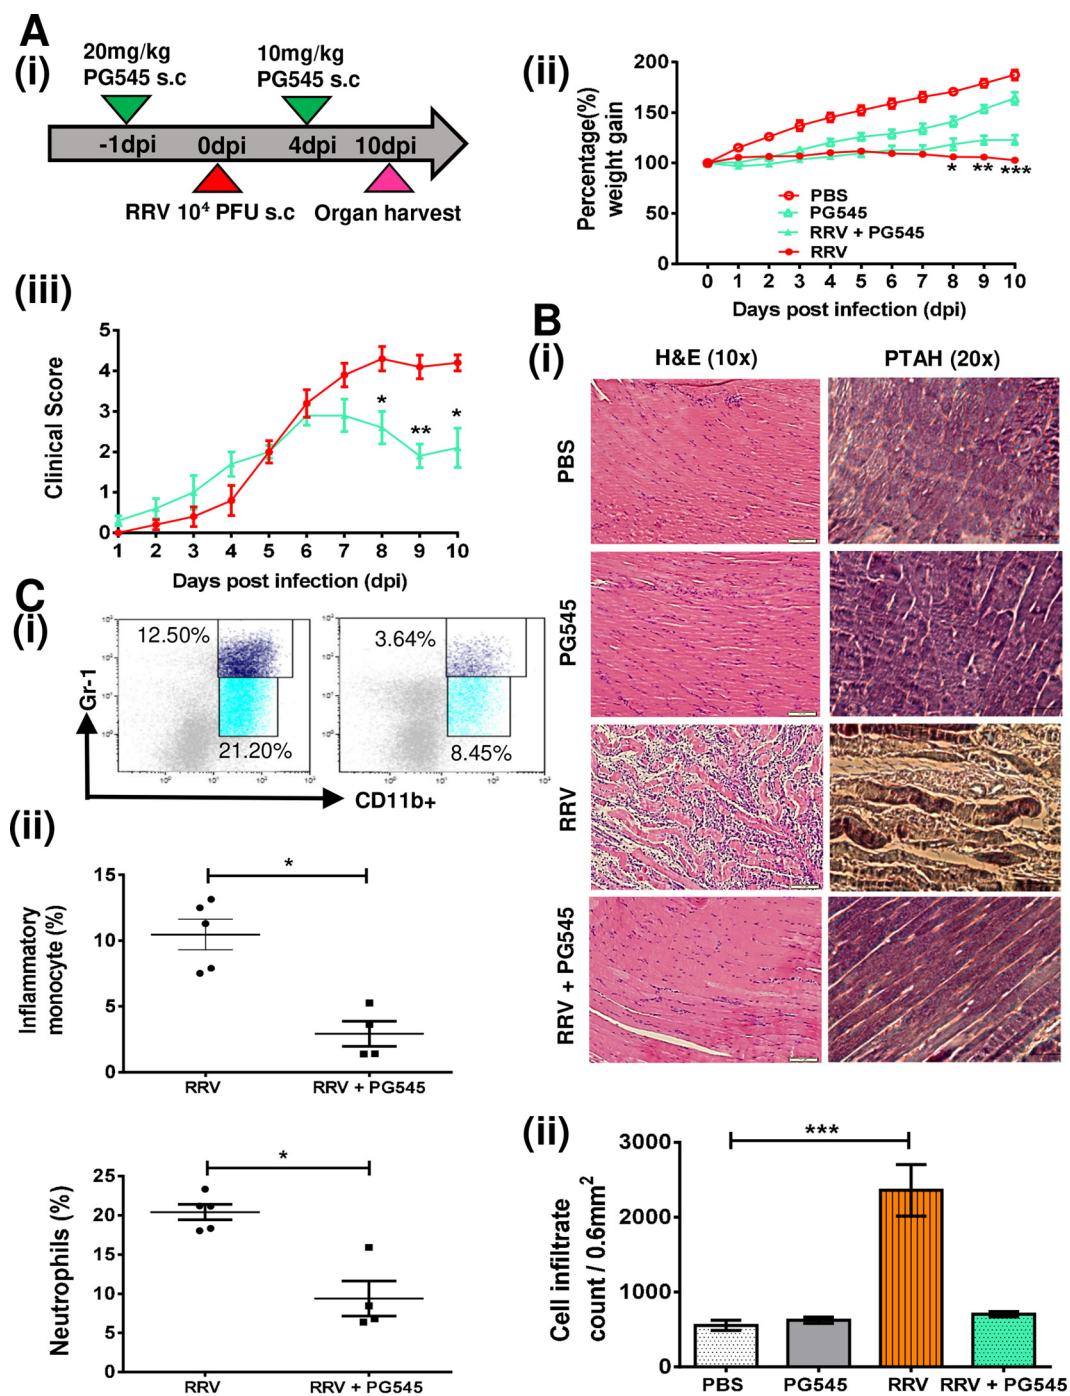 A
(i)
20mg/kg
PG545 s.c
10mg/kg
PG545 s.c
-1dpi
0dpi
4dpi
10dpi
RRV 10⁴ PFU s.c
Organ harvest
(ii)
Percentage(%)
weight gain
200
150
100
50
0
* ** ***
PBS
PG545
RRV + PG545
RRV
0 1 2 3 4 5 6 7 8 9 10
Days post infection (dpi)
(iii)
Clinical Score
5
4
3
2
1
0
* ** *
1 2 3 4 5 6 7 8 9 10
Days post infection (dpi)
B
(i)
H&E (10x)
PTAH (20x)
PBS
PG545
RRV
RRV + PG545
C
(i)
Gr-1
12.50%
21.20%
3.64%
8.45%
CD11b+
(ii)
Inflammatory
monocyte (%)
15
10
5
0
*
RRV
RRV + PG545
Neutrophils (%)
25
20
15
10
5
0
*
RRV
RRV + PG545
(ii)
Cell infiltrate
count / 0.6mm²
3000
2000
1000
0
***
PBS
PG545
RRV
RRV + PG545